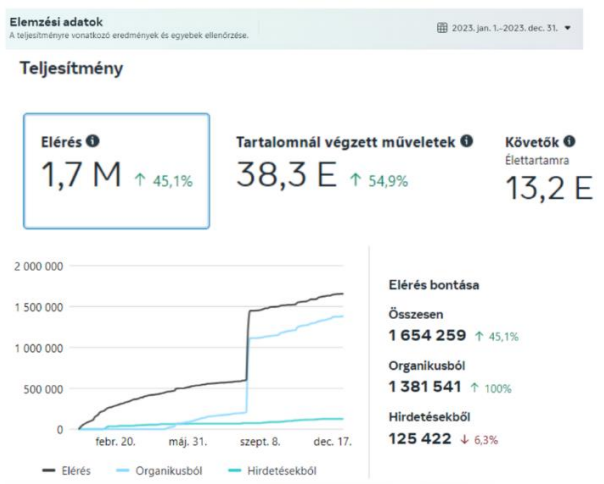 Elemzési adatok
A teljesítményre vonatkozó eredmények és egyebek ellenőrzése.
2023. jan. 1.–2023. dec. 31.
Teljesítmény
Elérés
1,7 M ↑ 45,1%
Tartalomnál végzett műveletek
38,3 E ↑ 54,9%
Követők
Élettartamra
13,2 E
2 000 000
1 500 000
1 000 000
500 000
0
febr. 20. máj. 31. szept. 8. dec. 17.
Elérés Organikusból Hirdetésekből
Elérés bontása
Összesen
1 654 259 ↑ 45,1%
Organikusból
1 381 541 ↑ 100%
Hirdetésekből
125 422 ↓ 6,3%